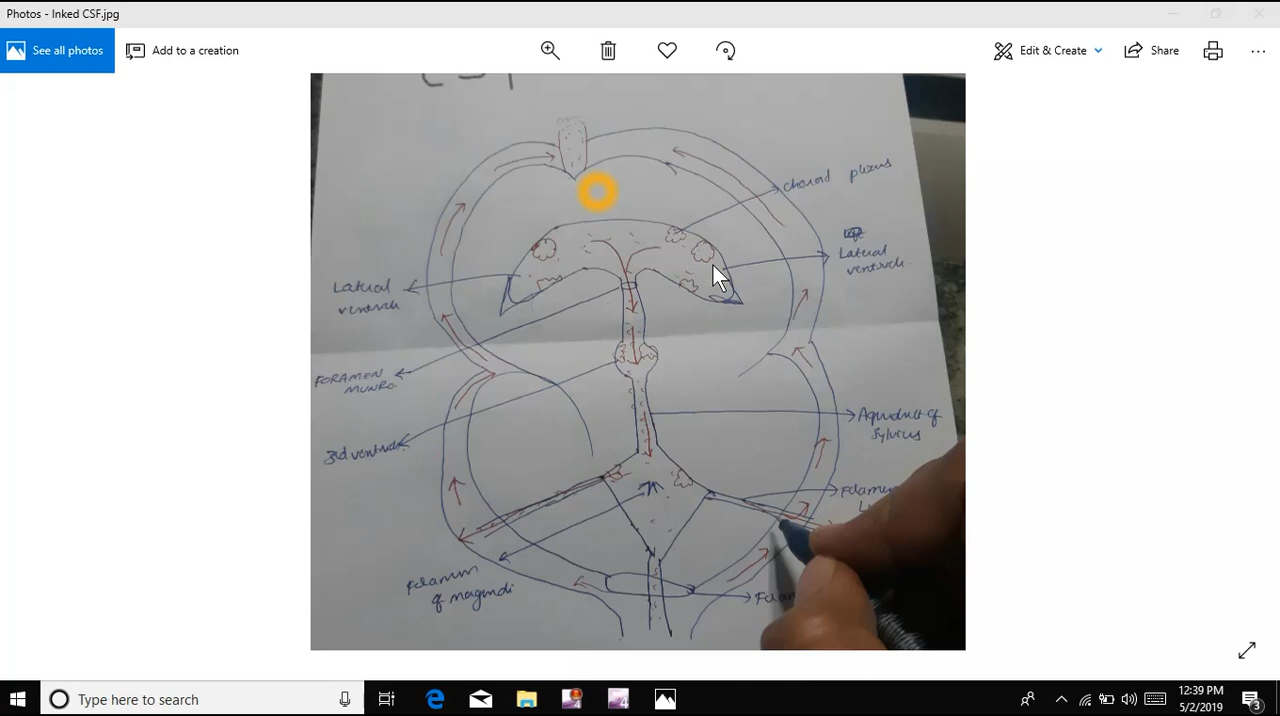 Photos - Inked CSF.jpg
See all photos
Add to a creation
Edit & Create
Share
choroid plexus
Lateral
ventricle.
Lateral
ventricle
FORAMEN
MUNRO.
3rd ventricle
Aqueduct of
Sylvius
Foramen
Foramen
of magendi
Type here to search
12:39 PM
5/2/2019
3